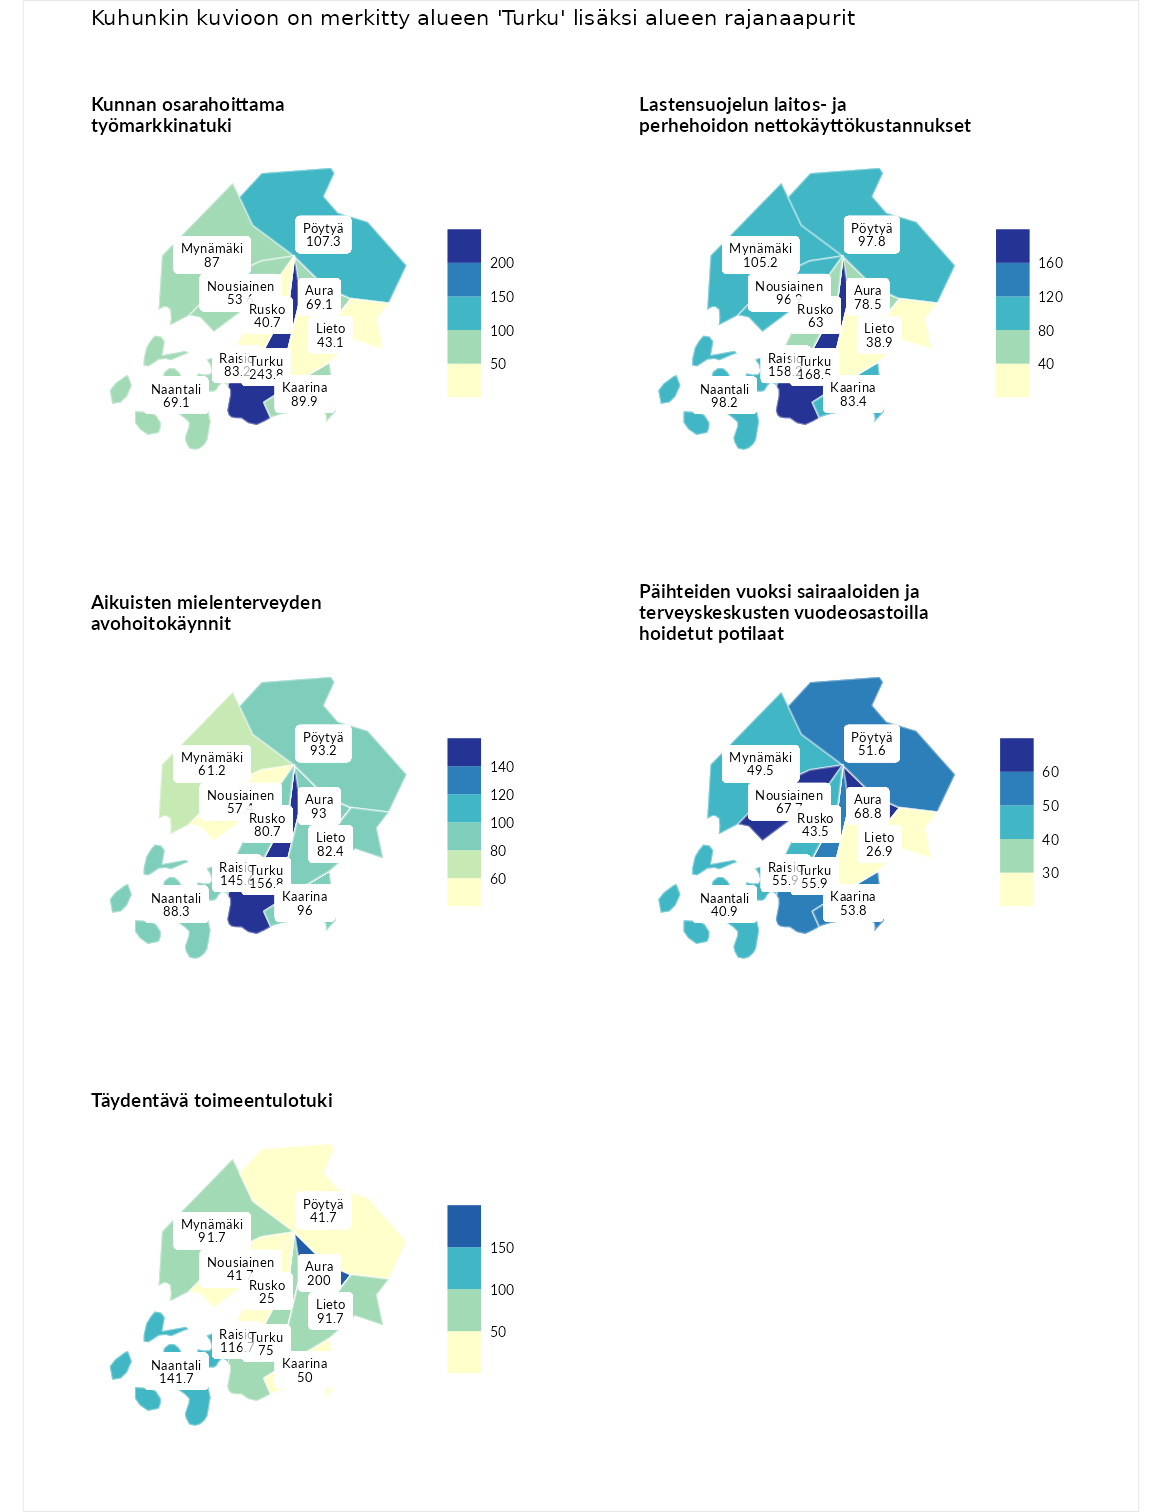 Kuhunkin kuvioon on merkitty alueen 'Turku' lisäksi alueen rajanaapurit
Kunnan osarahoittama
työmarkkinatuki
Pöytyä
107.3
Mynämäki
87
Nousiainen
Aura
69.1
Rusko
40.7
Lieto
43.1
Turku
243.8
Kaarina
89.9
Naantali
69.1
200
150
100
50
Lastensuojelun laitos- ja
perhehoidon nettokäyttökustannukset
Pöytyä
97.8
Mynämäki
105.2
Nousiainen
Aura
78.5
Rusko
63
Lieto
38.9
Turku
168.5
Kaarina
83.4
Naantali
98.2
160
120
80
40
Aikuisten mielenterveyden
avohoitokäynnit
Pöytyä
93.2
Mynämäki
61.2
Nousiainen
Aura
93
Rusko
80.7
Lieto
82.4
Turku
156.8
Kaarina
96
Naantali
88.3
140
120
100
80
60
Päihteiden vuoksi sairaaloiden ja
terveyskeskusten vuodeosastoilla
hoidetut potilaat
Pöytyä
51.6
Mynämäki
49.5
Nousiainen
Aura
68.8
Rusko
43.5
Lieto
26.9
55.9
Turku
55.9
Kaarina
53.8
Naantali
40.9
60
50
40
30
Täydentävä toimeentulotuki
Pöytyä
41.7
Mynämäki
91.7
Nousiainen
Aura
200
Rusko
25
Lieto
91.7
Turku
75
Kaarina
50
Naantali
141.7
150
100
50